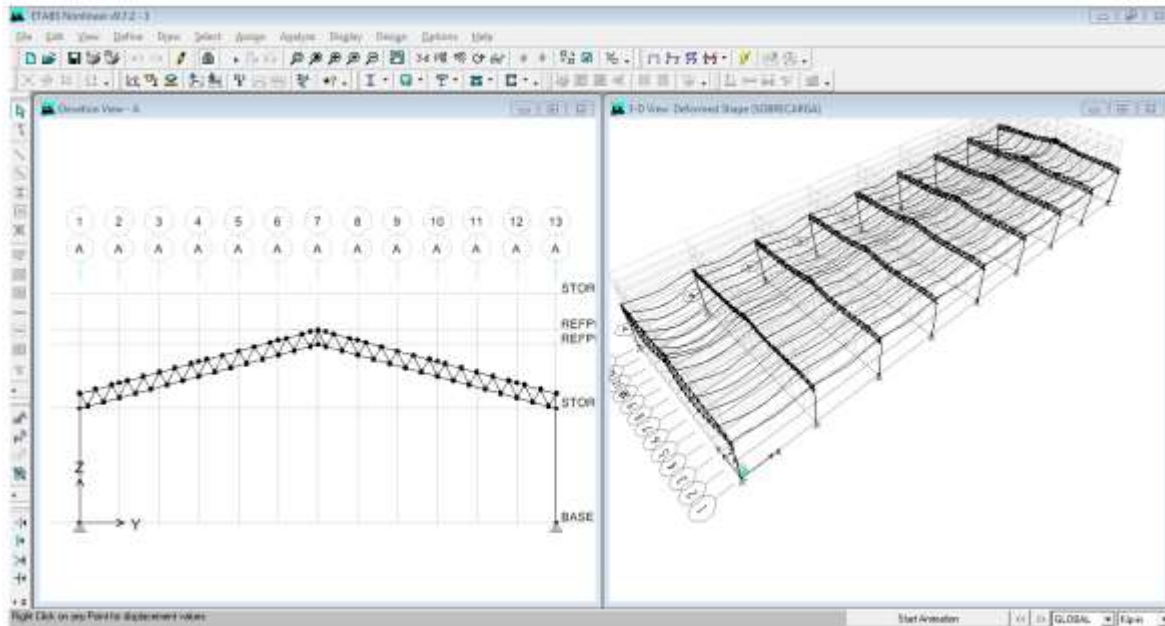 ETABS Nonlinear v9.7.2 - 3
File Edit View Define Draw Select Assign Analyze Display Design Options Help
Elevation View - A
3-D View Deformed Shape (SOBRECARGA)
1 2 3 4 5 6 7 8 9 10 11 12 13
A A A A A A A A A A A A A
STOR
REFP
REFP
STOR
Z
Y
BASE
Right Click on any Point for displacement values
Start Animation
GLOBAL
Kip-in